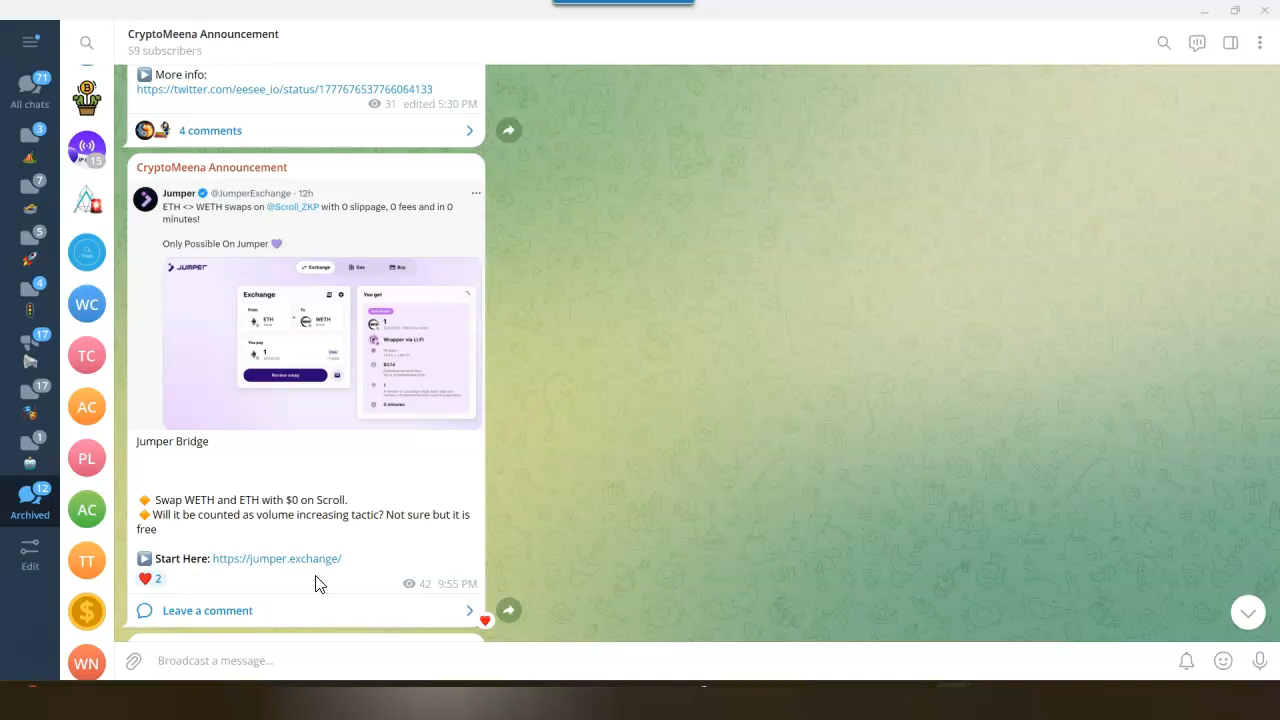 CryptoMeena Announcement
59 subscribers
71
All chats
3
7
5
4
17
17
1
12
Archived
Edit
15
WC
TC
AC
PL
AC
TT
WN
More info:
https://twitter.com/eesee_io/status/1777676537766064133
31 edited 5:30 PM
4 comments
CryptoMeena Announcement
Jumper @JumperExchange · 12h
ETH <> WETH swaps on @Scroll_ZKP with 0 slippage, 0 fees and in 0
minutes!
Only Possible On Jumper 💜
JUMPER
Exchange
Gas
Buy
Exchange
From
To
ETH
WETH
You pay
1
Review swap
You get
1
Wrapper via LI.FI
$0.14
1
0 minutes
Jumper Bridge
🔸 Swap WETH and ETH with $0 on Scroll.
🔸Will it be counted as volume increasing tactic? Not sure but it is
free
▶️ Start Here: https://jumper.exchange/
❤️ 2
42 9:55 PM
Leave a comment
Broadcast a message...